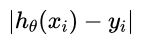 |h_θ(x_i) − y_i|